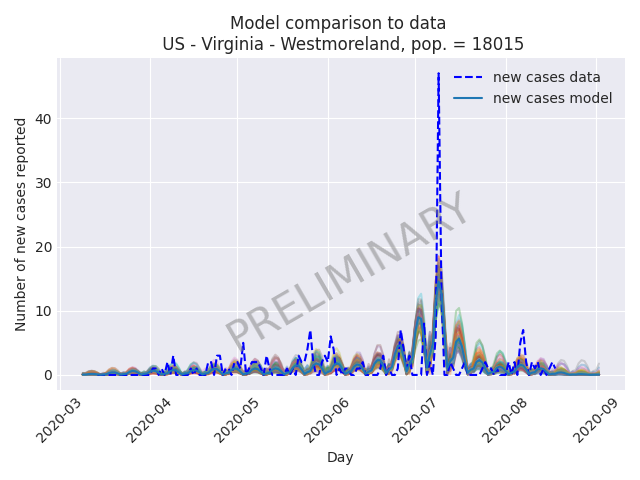 Model comparison to data
US - Virginia - Westmoreland, pop. = 18015
new cases data
new cases model
Number of new cases reported
40
30
20
10
0
PRELIMINARY
2020-03
2020-04
2020-05
2020-06
2020-07
2020-08
2020-09
Day